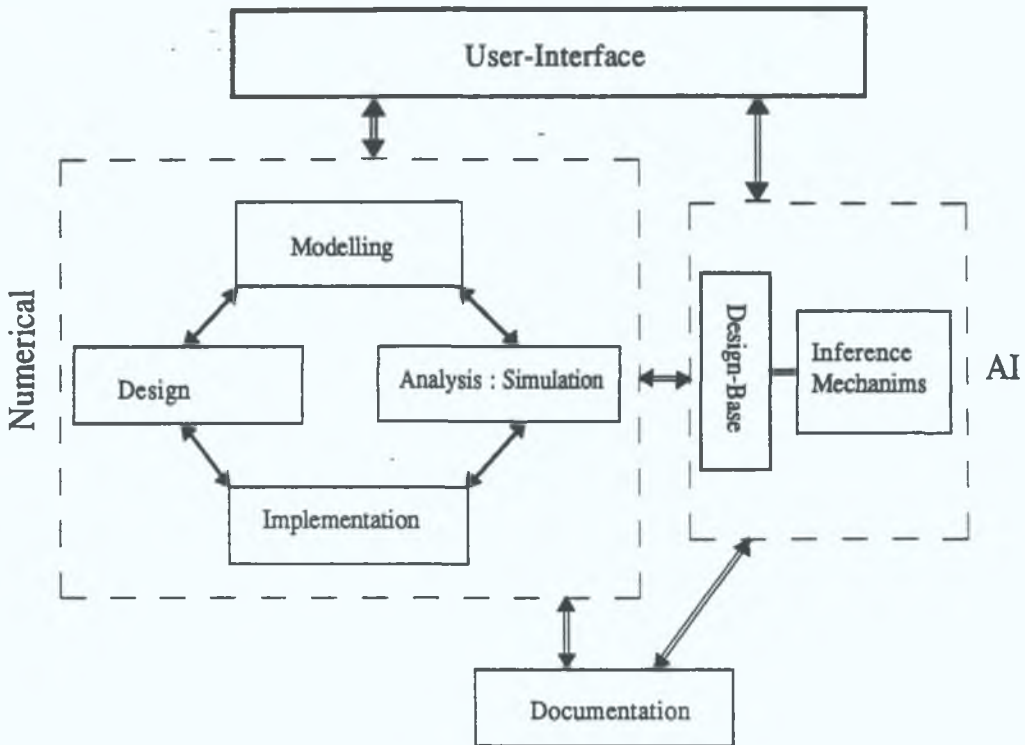 User-Interface
Numerical
Modelling
Design
Analysis : Simulation
Implementation
Design-Base
Inference
Mechanims
AI
Documentation